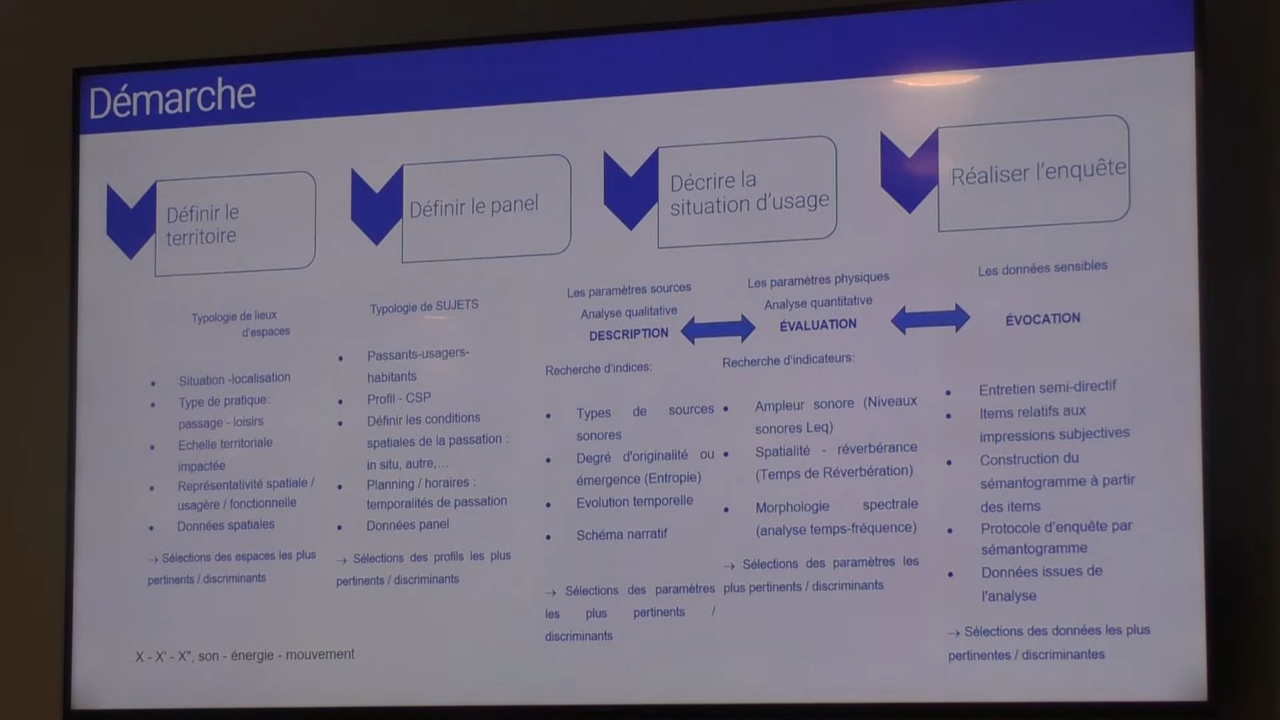 Démarche
Définir le
territoire
Typologie de lieux
d'espaces
• Situation -localisation
• Type de pratique:
passage - loisirs
• Echelle territoriale
impactée
• Représentativité spatiale /
usagère / fonctionnelle
• Données spatiales
→ Sélections des espaces les plus
pertinents / discriminants
Définir le panel
Typologie de SUJETS
• Passants-usagers-
habitants
• Profil - CSP
• Définir les conditions
spatiales de la passation :
in situ, autre,...
• Planning / horaires :
temporalités de passation
• Données panel
→ Sélections des profils les plus
pertinents / discriminants
Décrire la
situation d'usage
Les paramètres sources
Analyse qualitative
DESCRIPTION
Recherche d'indices:
• Types de sources
sonores
• Degré d'originalité ou
émergence (Entropie)
• Evolution temporelle
• Schéma narratif
→ Sélections des paramètres
les plus pertinents /
discriminants
Les paramètres physiques
Analyse quantitative
ÉVALUATION
Recherche d'indicateurs:
• Ampleur sonore (Niveaux
sonores Leq)
• Spatialité - réverbérance
(Temps de Réverbération)
• Morphologie spectrale
(analyse temps-fréquence)
→ Sélections des paramètres les
plus pertinents / discriminants
Réaliser l'enquête
Les données sensibles
ÉVOCATION
• Entretien semi-directif
• Items relatifs aux
impressions subjectives
• Construction du
sémantogramme à partir
des items
• Protocole d'enquête par
sémantogramme
• Données issues de
l'analyse
→ Sélections des données les plus
pertinentes / discriminantes
X - X' - X", son - énergie - mouvement